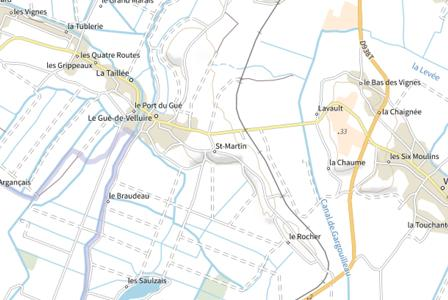 le Grand Marais
les Vignes
la Tublerie
les Quatre Routes
les Grippeaux
La Taillée
D938T
la Levée
le Bas des Vignes
le Port du Gué
Le Gué-de-Velluire
Lavault
la Chaignée
.33
St-Martin
les Six Moulins
la Chaume
Arçançais
le Braudeau
Canal de Gargouilleau
la Touchante
le Rocher
les Saulzais